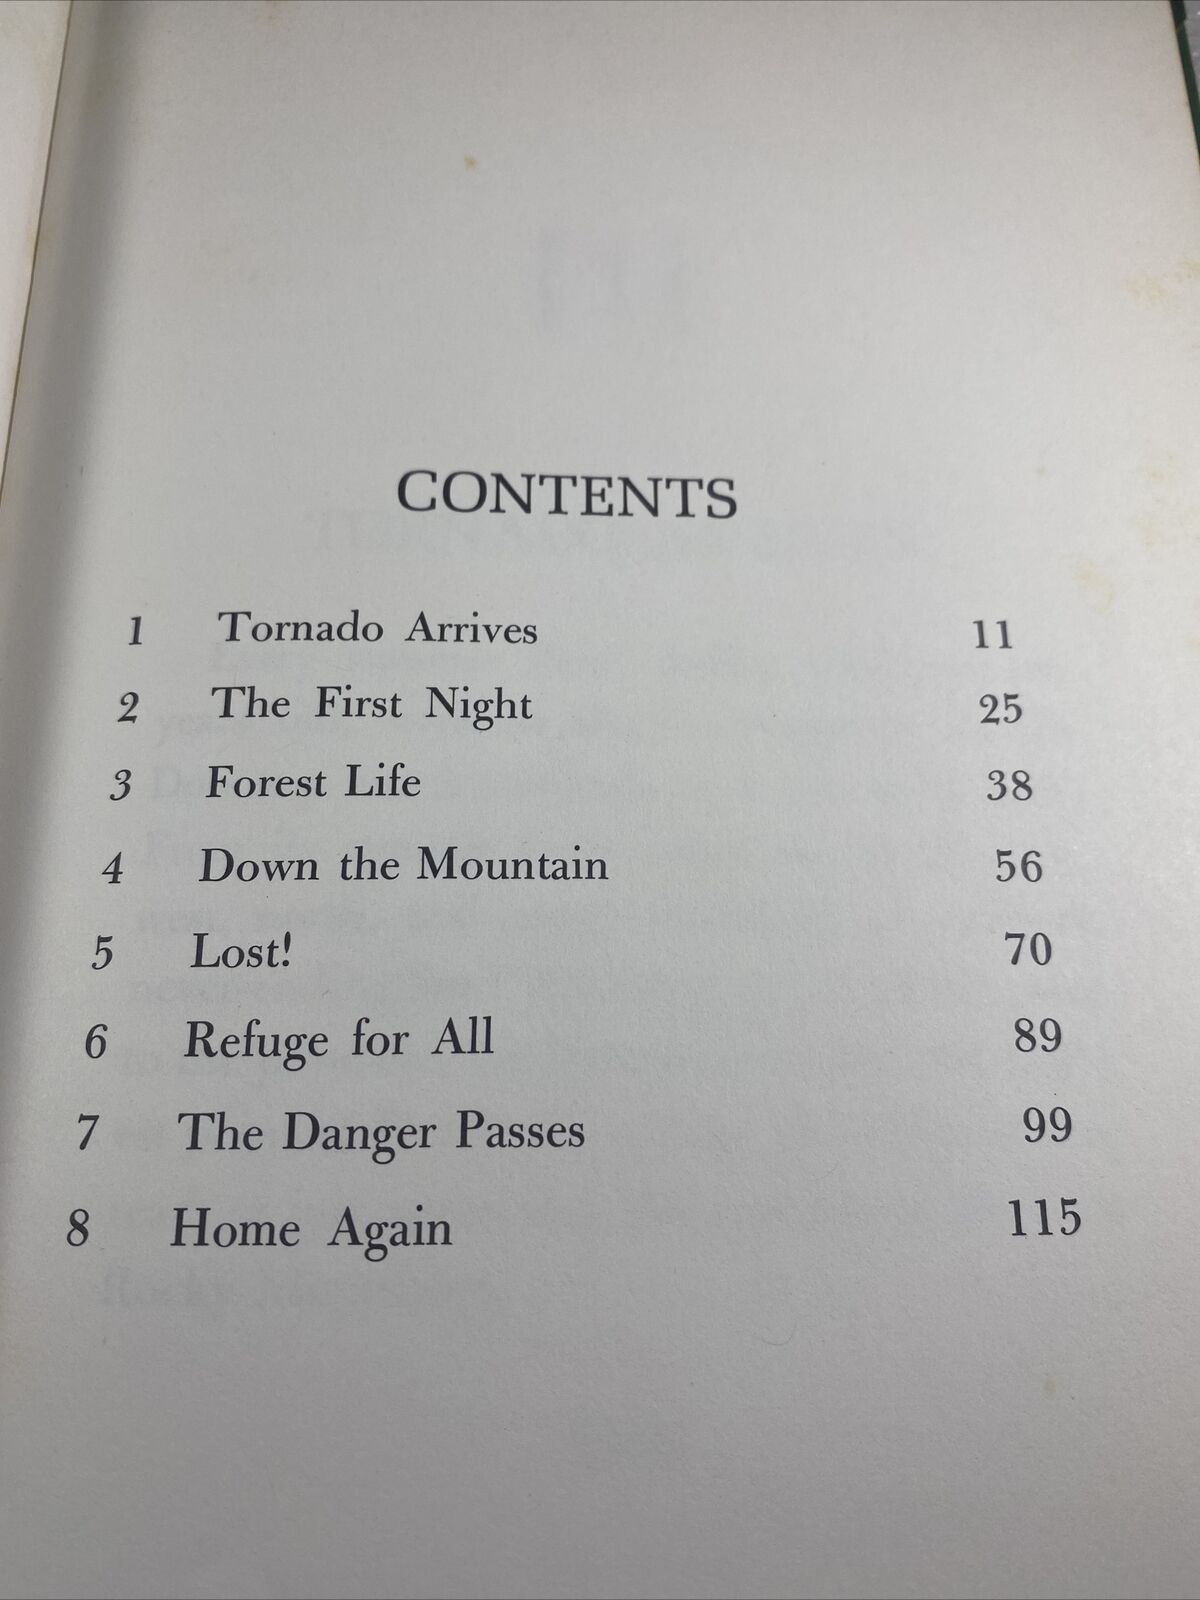 CONTENTS
1 Tornado Arrives 11
2 The First Night 25
3 Forest Life 38
4 Down the Mountain 56
5 Lost! 70
6 Refuge for All 89
7 The Danger Passes 99
8 Home Again 115